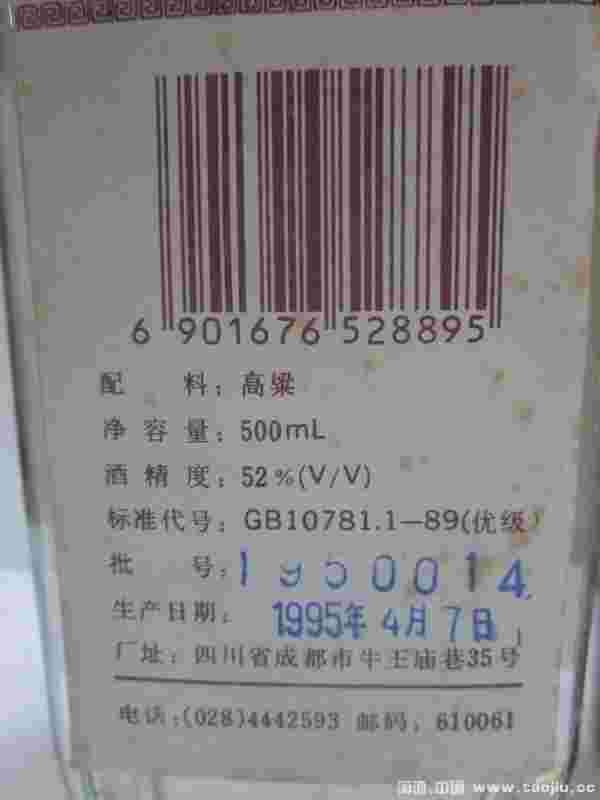 6 901676 528895
配 料：高粱
净容量：500mL
酒精度：52%(V/V)
标准代号：GB10781.1—89(优级)
批 号：1950014
生产日期：1995年4月7日
厂址：四川省成都市牛王庙巷35号
电话：(028)4442593 邮码：610061
www.caojiu.cc